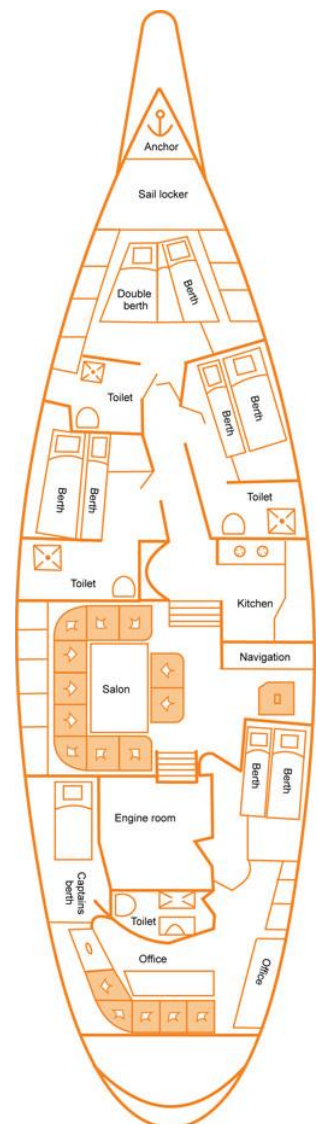 Anchor
Sail locker
Double
berth
Berth
Toilet
Berth
Berth
Berth
Berth
Toilet
Toilet
Kitchen
Navigation
Salon
Berth
Berth
Engine room
Captains
berth
Toilet
Office
Office